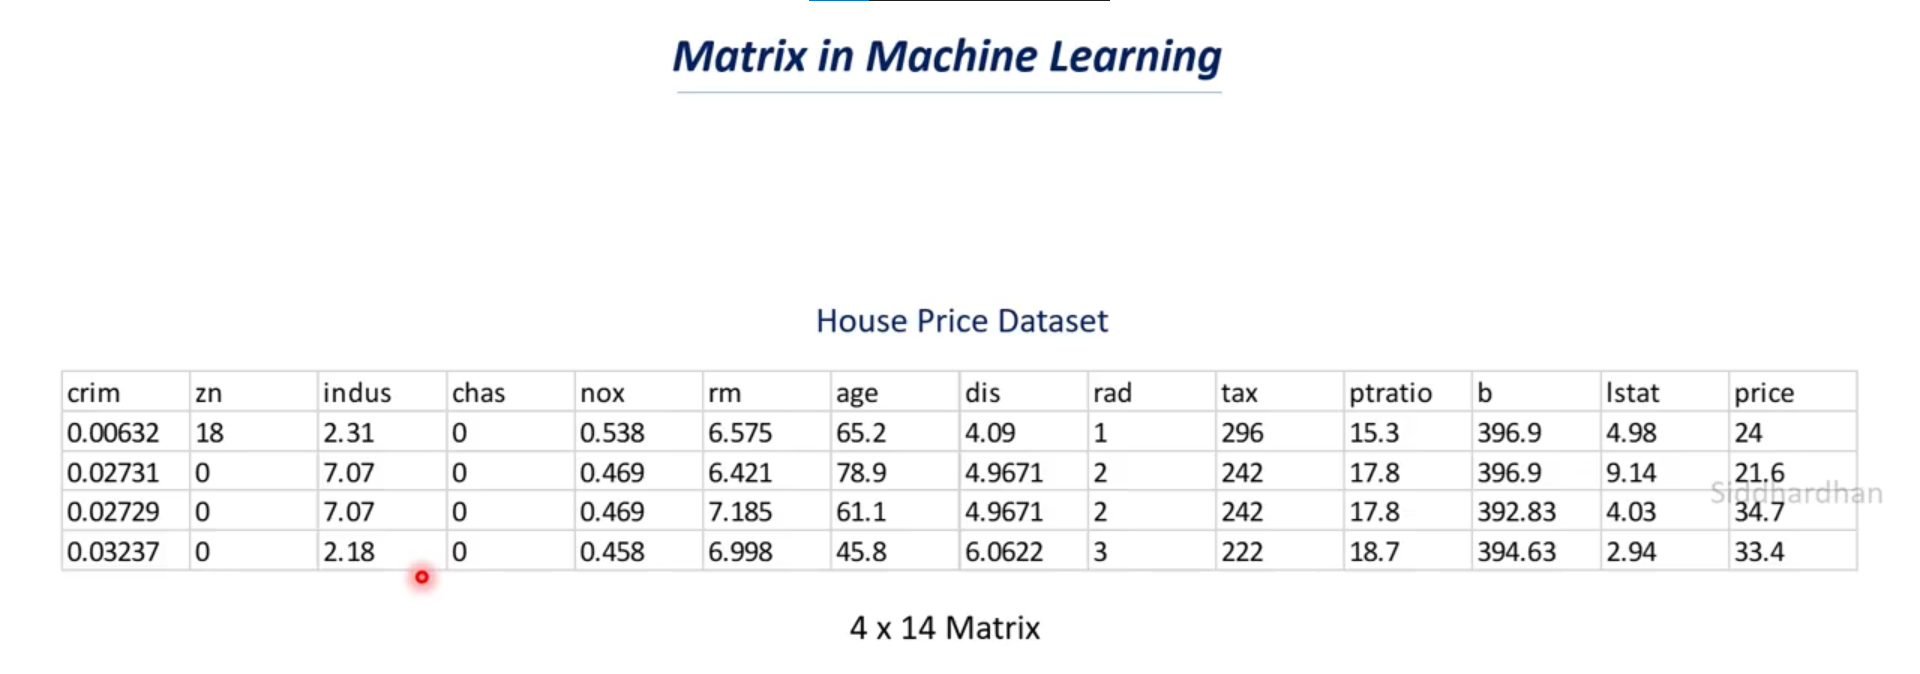 Matrix in Machine Learning
House Price Dataset
crim zn indus chas nox rm age dis rad tax ptratio b lstat price
0.00632 18 2.31 0 0.538 6.575 65.2 4.09 1 296 15.3 396.9 4.98 24
0.02731 0 7.07 0 0.469 6.421 78.9 4.9671 2 242 17.8 396.9 9.14 21.6
Siddhardhan
0.02729 0 7.07 0 0.469 7.185 61.1 4.9671 2 242 17.8 392.83 4.03 34.7
0.03237 0 2.18 0 0.458 6.998 45.8 6.0622 3 222 18.7 394.63 2.94 33.4
4 x 14 Matrix